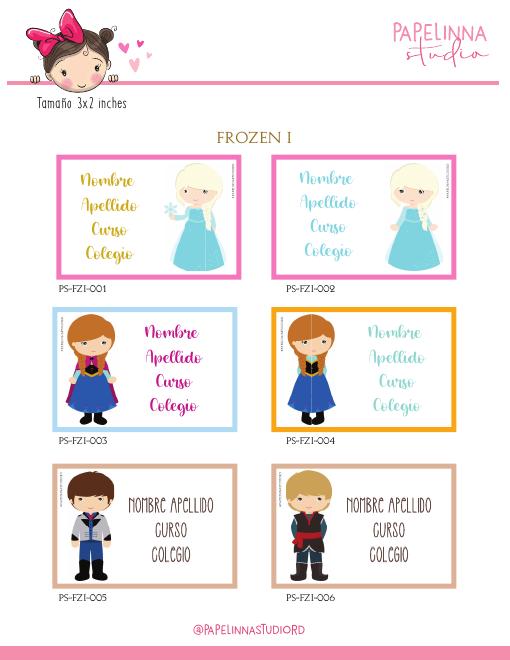 PAPELINNA
studio
Tamaño 3x2 inches
FROZEN I
Nombre
Apellido
Curso
Colegio
PS-FZI-001
Nombre
Apellido
Curso
Colegio
PS-FZI-002
Nombre
Apellido
Curso
Colegio
PS-FZI-003
Nombre
Apellido
Curso
Colegio
PS-FZI-004
NOMBRE APELLIDO
CURSO
COLEGIO
PS-FZI-005
NOMBRE APELLIDO
CURSO
COLEGIO
PS-FZI-006
@PAPELINNASTUDIORD